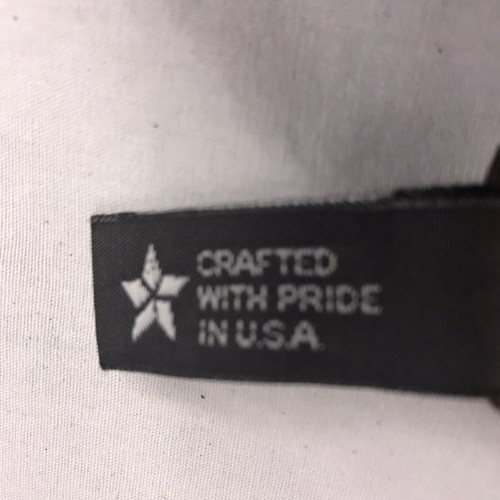 CRAFTED
WITH PRIDE
IN U.S.A.